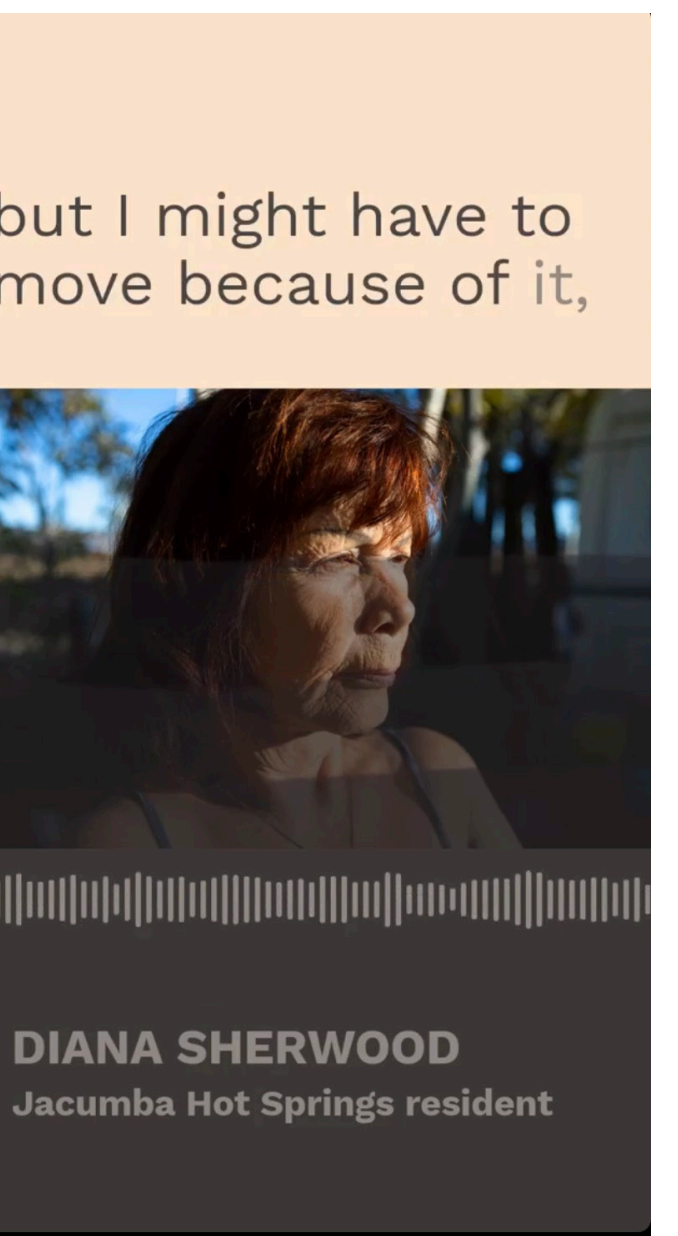 but I might have to
move because of it,
DIANA SHERWOOD
Jacumba Hot Springs resident